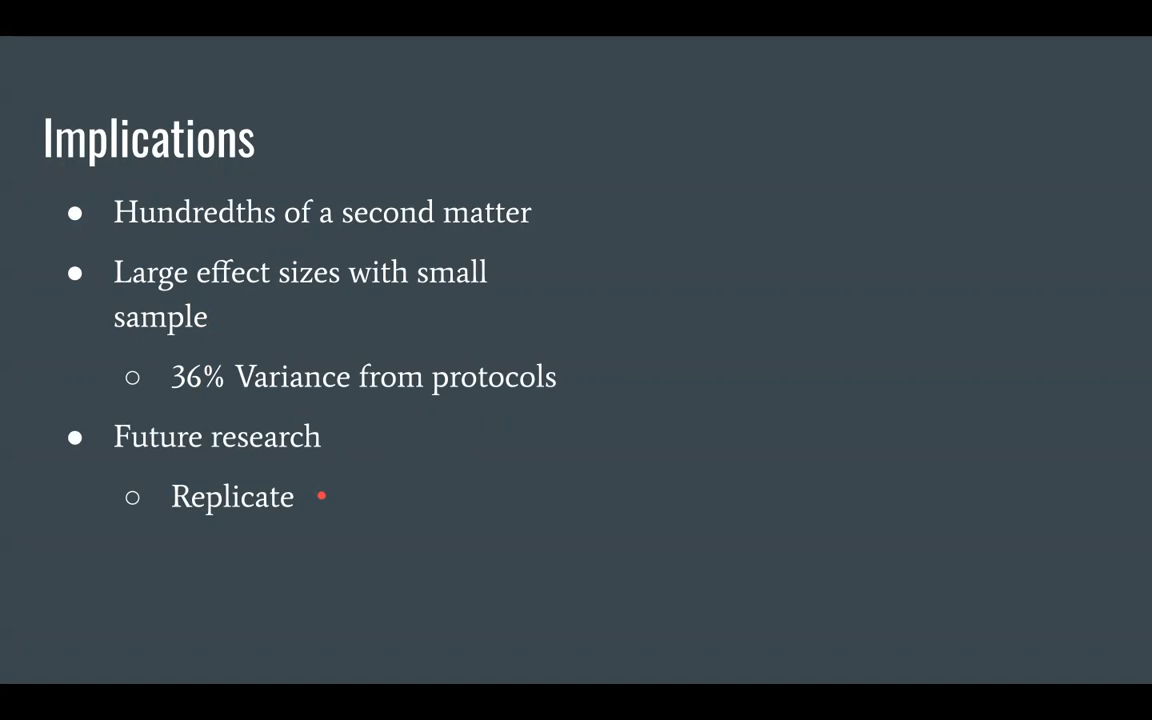 Implications
● Hundredths of a second matter
● Large effect sizes with small
sample
○ 36% Variance from protocols
● Future research
○ Replicate